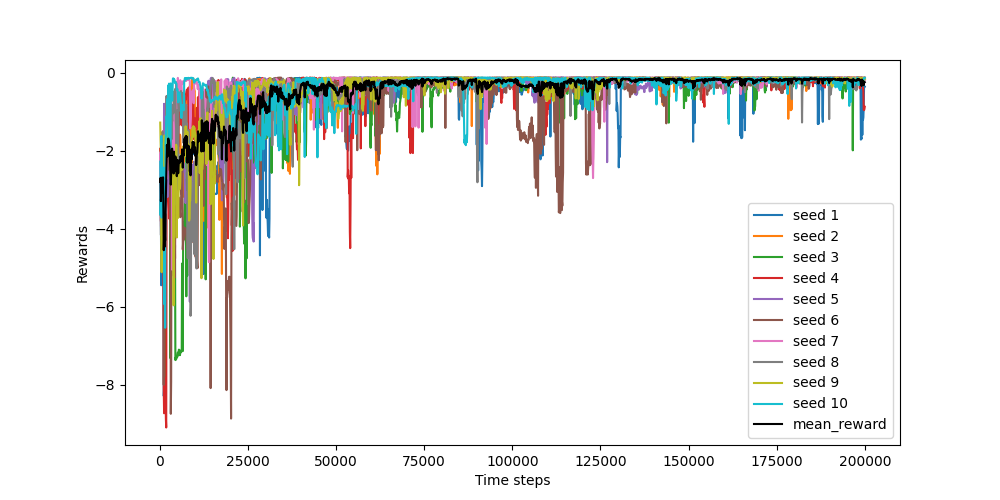 0
−2
−4
−6
−8
Rewards
0
25000
50000
75000
100000
125000
150000
175000
200000
Time steps
seed 1
seed 2
seed 3
seed 4
seed 5
seed 6
seed 7
seed 8
seed 9
seed 10
mean_reward